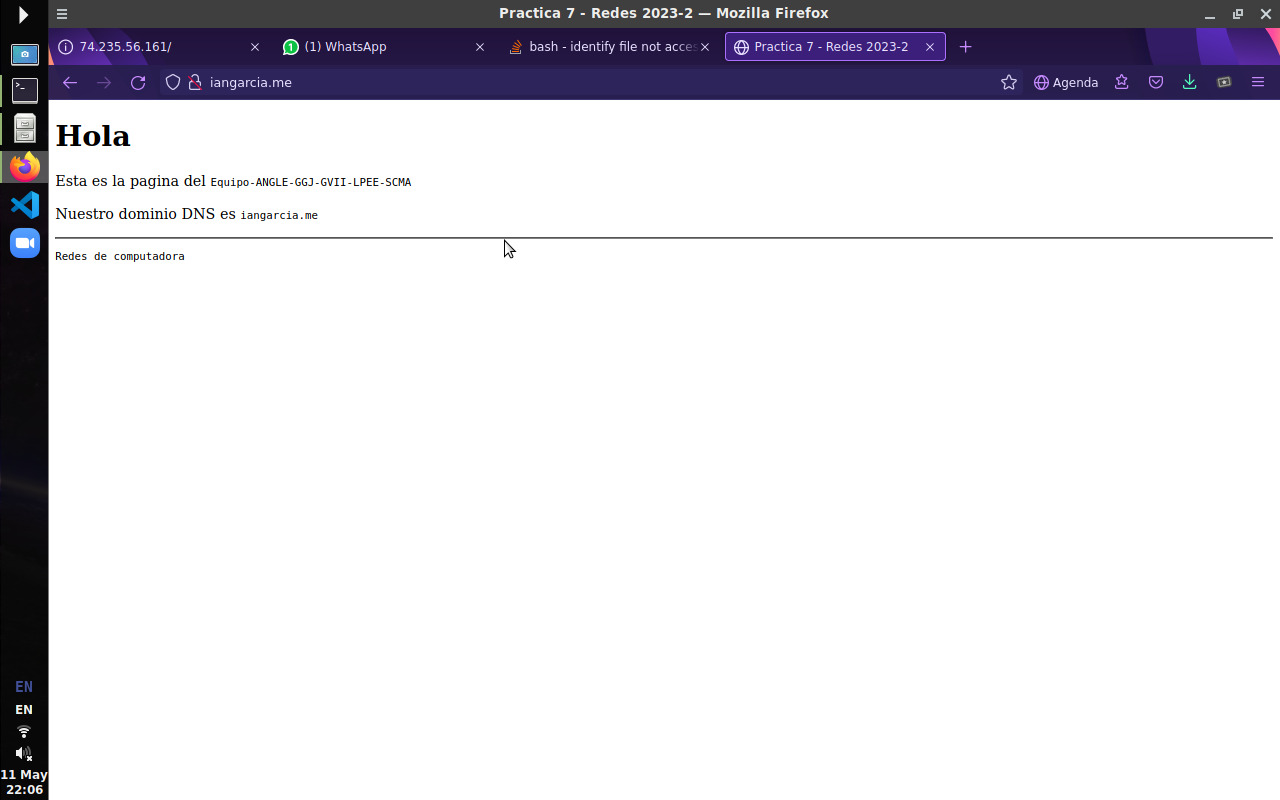 Practica 7 - Redes 2023-2 — Mozilla Firefox
74.235.56.161/
(1) WhatsApp
bash - identify file not acces
Practica 7 - Redes 2023-2
iangarcia.me
Agenda
Hola
Esta es la pagina del Equipo-ANGLE-GGJ-GVII-LPEE-SCMA
Nuestro dominio DNS es iangarcia.me
Redes de computadora
EN
EN
11 May
22:06